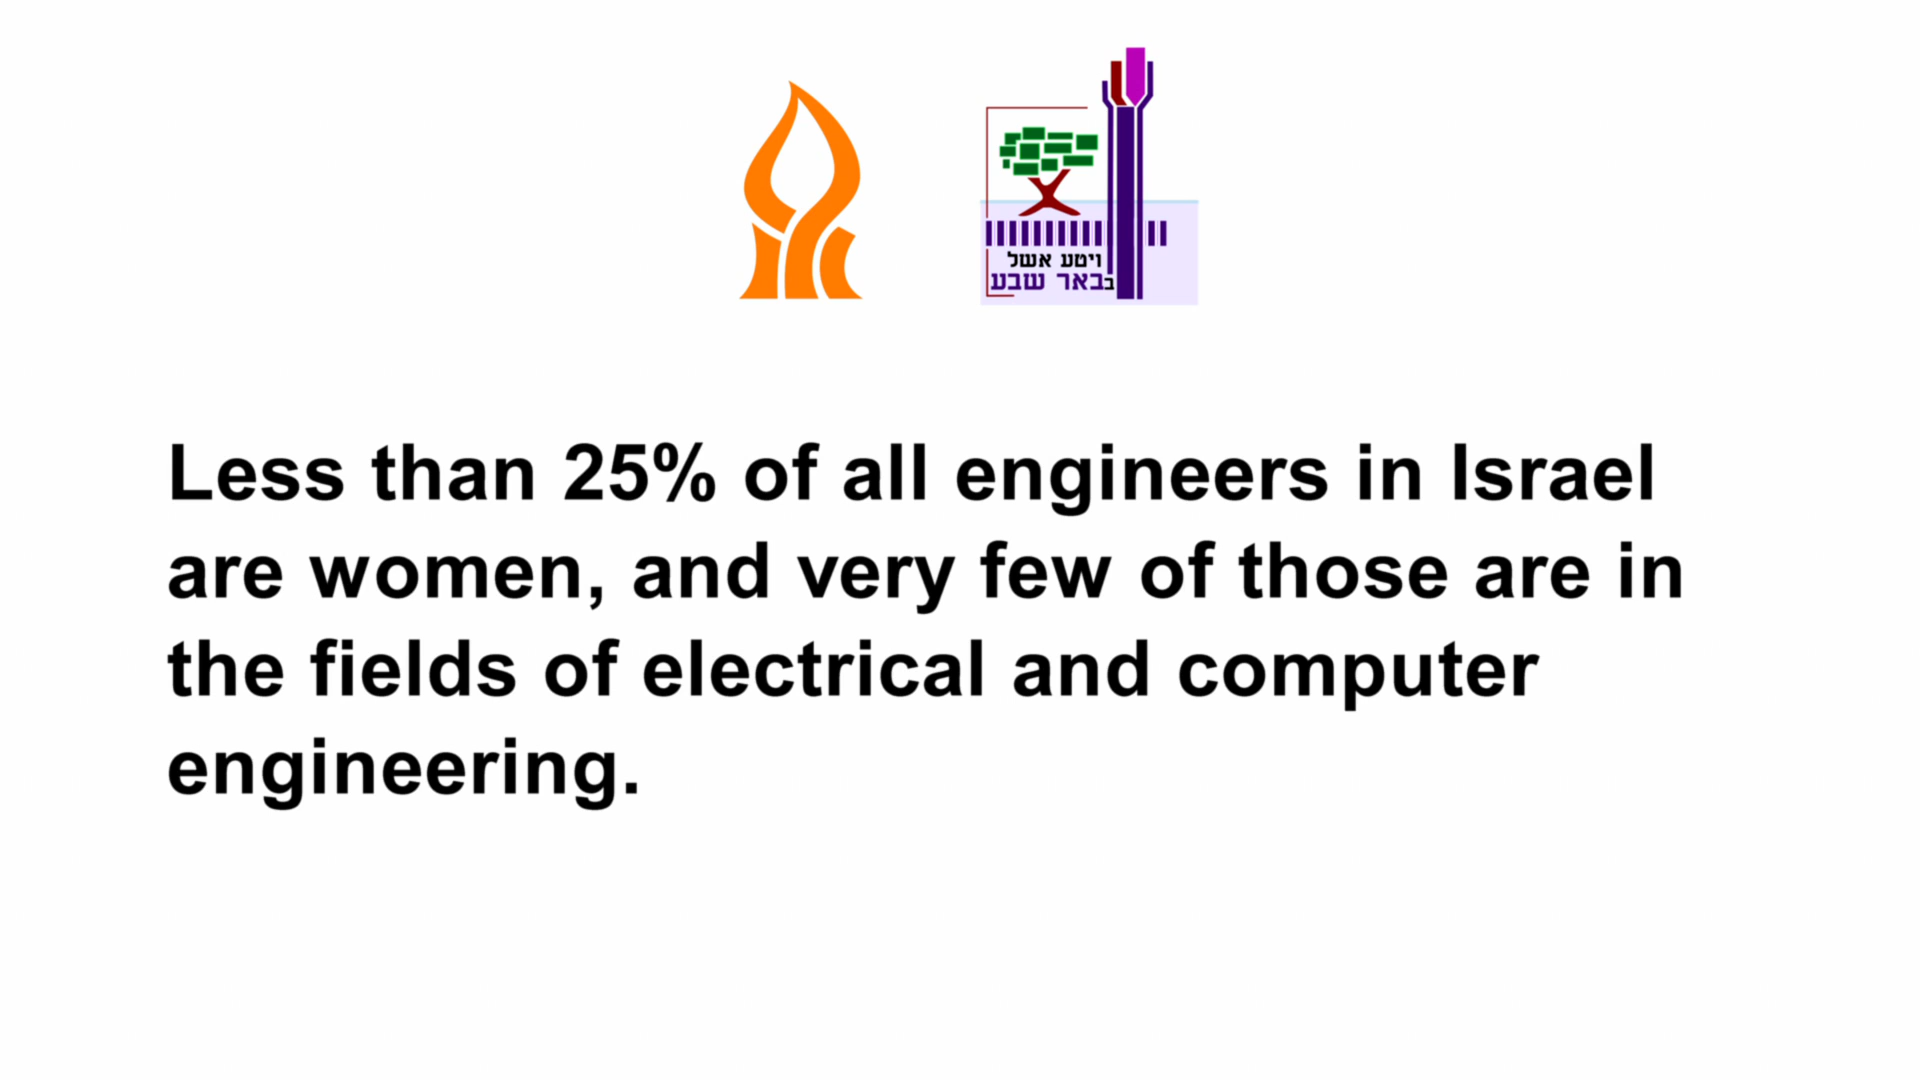 ויטע אשל
בבאר שבע
Less than 25% of all engineers in Israel
are women, and very few of those are in
the fields of electrical and computer
engineering.